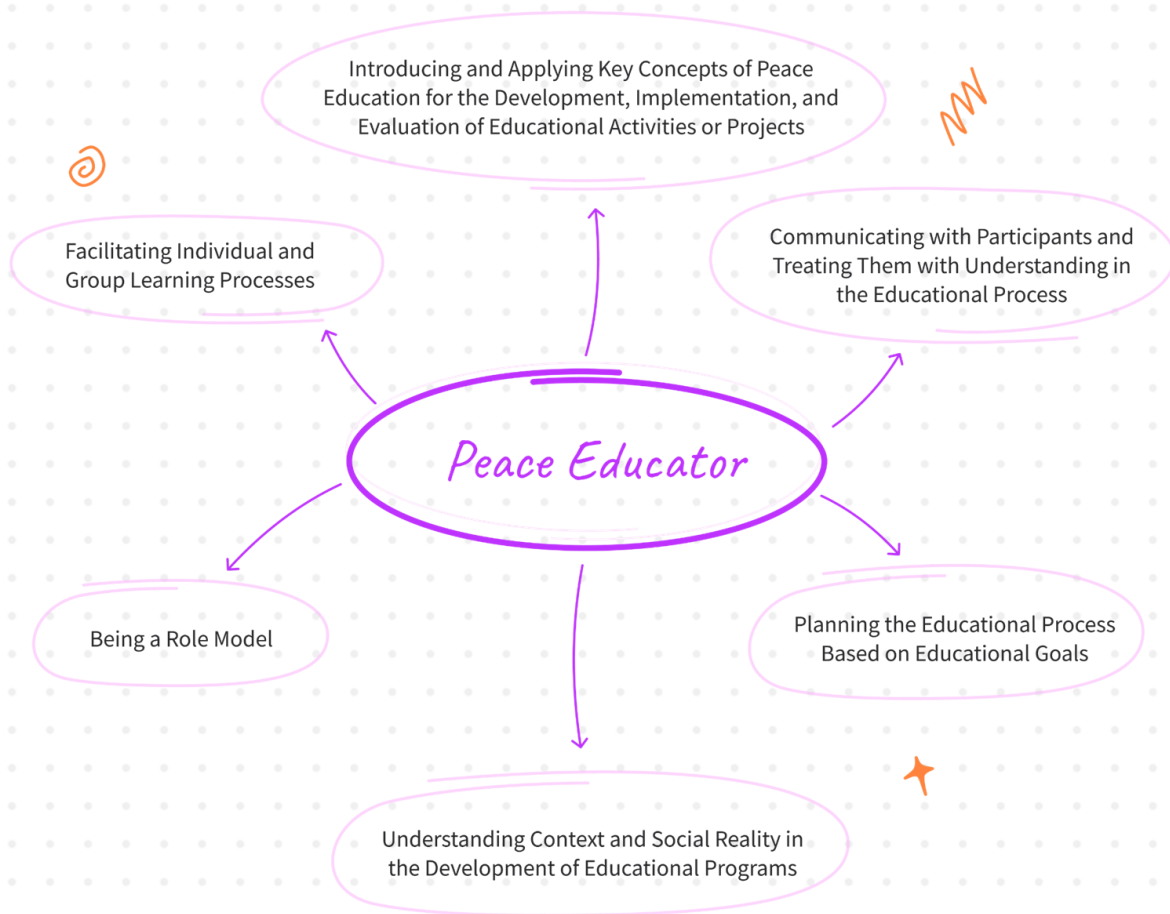 Introducing and Applying Key Concepts of Peace
Education for the Development, Implementation, and
Evaluation of Educational Activities or Projects
Facilitating Individual and
Group Learning Processes
Communicating with Participants and
Treating Them with Understanding in
the Educational Process
Peace Educator
Being a Role Model
Planning the Educational Process
Based on Educational Goals
Understanding Context and Social Reality in
the Development of Educational Programs